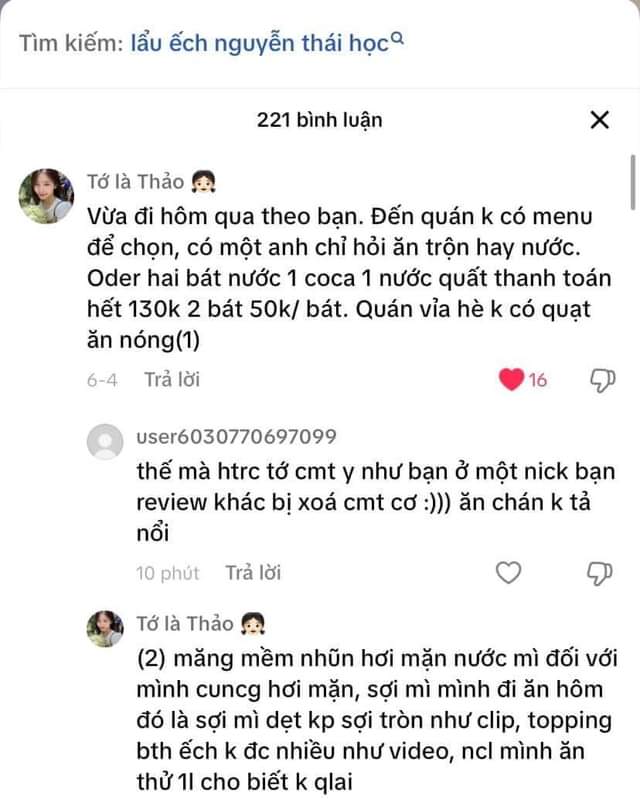 Tìm kiếm: lẩu ếch nguyễn thái học
221 bình luận
Tớ là Thảo
Vừa đi hôm qua theo bạn. Đến quán k có menu
để chọn, có một anh chỉ hỏi ăn trộn hay nước.
Oder hai bát nước 1 coca 1 nước quất thanh toán
hết 130k 2 bát 50k/ bát. Quán vỉa hè k có quạt
ăn nóng(1)
6-4 Trả lời 16
user6030770697099
thế mà htrc tớ cmt y như bạn ở một nick bạn
review khác bị xoá cmt cơ :))) ăn chán k tả
nổi
10 phút Trả lời
Tớ là Thảo
(2) măng mềm nhũn hơi mặn nước mì đối với
mình cuncg hơi mặn, sợi mì mình đi ăn hôm
đó là sợi mì dẹt kp sợi tròn như clip, topping
bth ếch k đc nhiều như video, ncl mình ăn
thử 1l cho biết k qlai